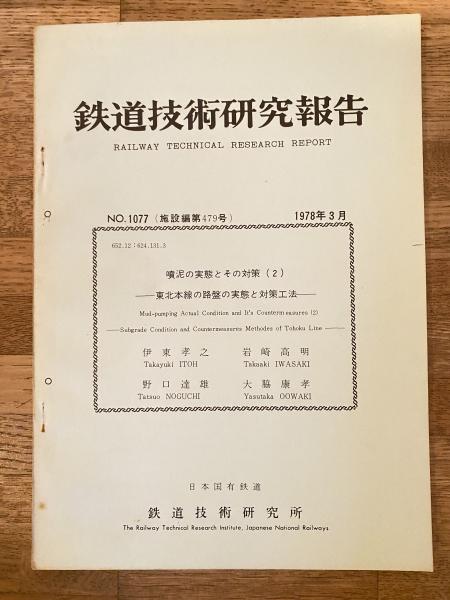 鉄道技術研究報告
RAILWAY TECHNICAL RESEARCH REPORT
NO.1077 (施設編第479号) 1978年3月
652.12:624.131.3
噴泥の実態とその対策(2)
――東北本線の路盤の実態と対策工法――
Mud-pumping Actual Condition and It's Counterm easures (2)
――Subgrade Condition and Countermeasures Methodes of Tohoku Line――
伊東孝之 岩崎高明
Takayuki ITOH Takaaki IWASAKI
野口達雄 大脇康孝
Tatsuo NOGUCHI Yasutaka OOWAKI
日本国有鉄道
鉄道技術研究所
The Railway Technical Research Institute, Japanese National Railways